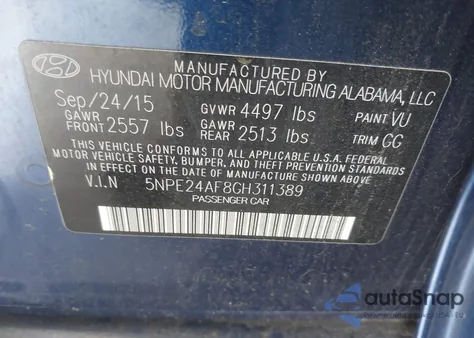 MANUFACTURED BY
HYUNDAI MOTOR MANUFACTURING ALABAMA, LLC
Sep/24/15 GVWR 4497 lbs PAINT VU
GAWR FRONT 2557 lbs GAWR REAR 2513 lbs TRIM GG
THIS VEHICLE CONFORMS TO ALL APPLICABLE U.S.A FEDERAL
MOTOR VEHICLE SAFETY, BUMPER, AND THEFT PREVENTION STANDARDS
IN EFFECT ON THE DATE OF MANUFACTURE SHOWN ABOVE.
V.I.N 5NPE24AF8GH311389
PASSENGER CAR
autoSnap